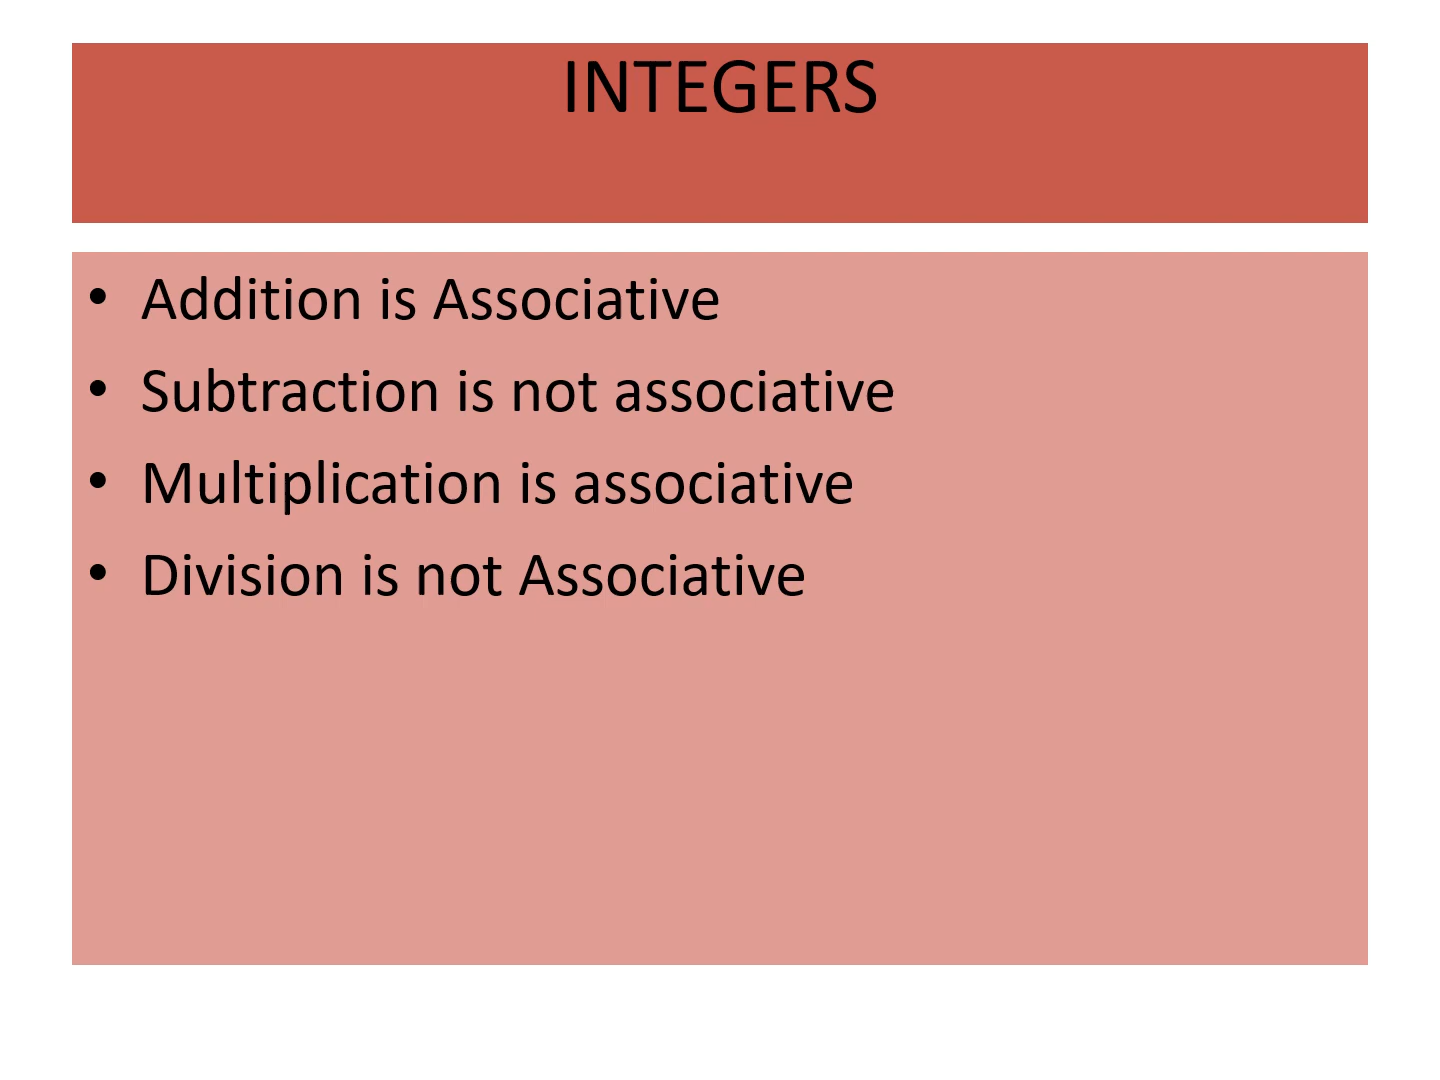 INTEGERS
• Addition is Associative
• Subtraction is not associative
• Multiplication is associative
• Division is not Associative